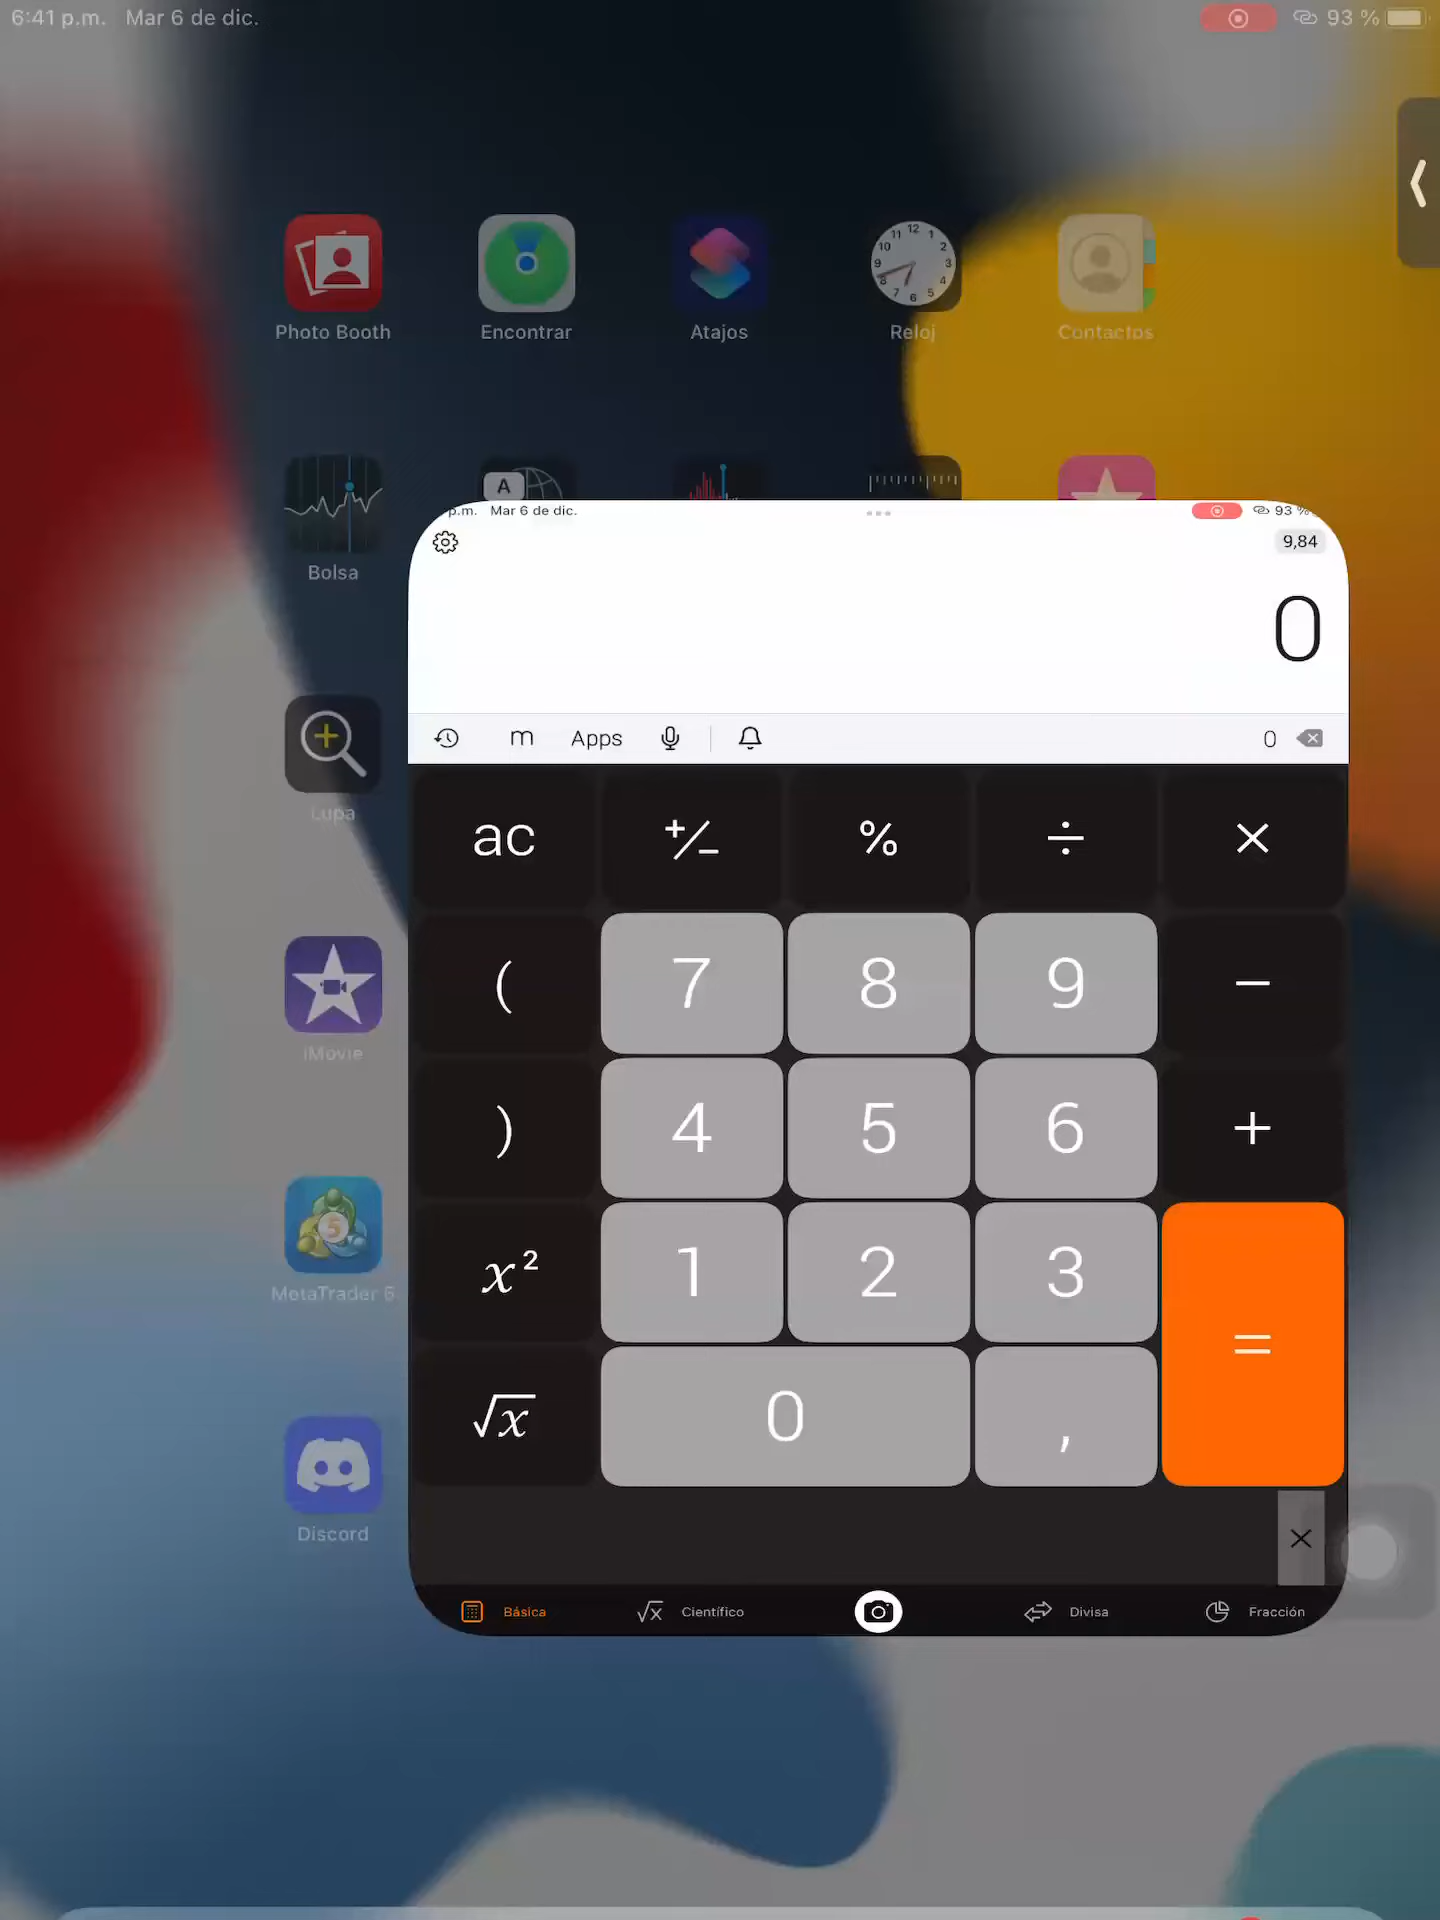 6:41 p.m. Mar 6 de dic. 93 %
Photo Booth Encontrar Atajos Reloj Contactos
Bolsa
A
p.m. Mar 6 de dic. 93 %
9,84
0
m Apps 0
ac +/− % ÷ ×
( 7 8 9 −
) 4 5 6 +
x² 1 2 3 =
√x 0 ,
Lupa
iMovie
Discord
Básica √x Científico Divisa Fracción